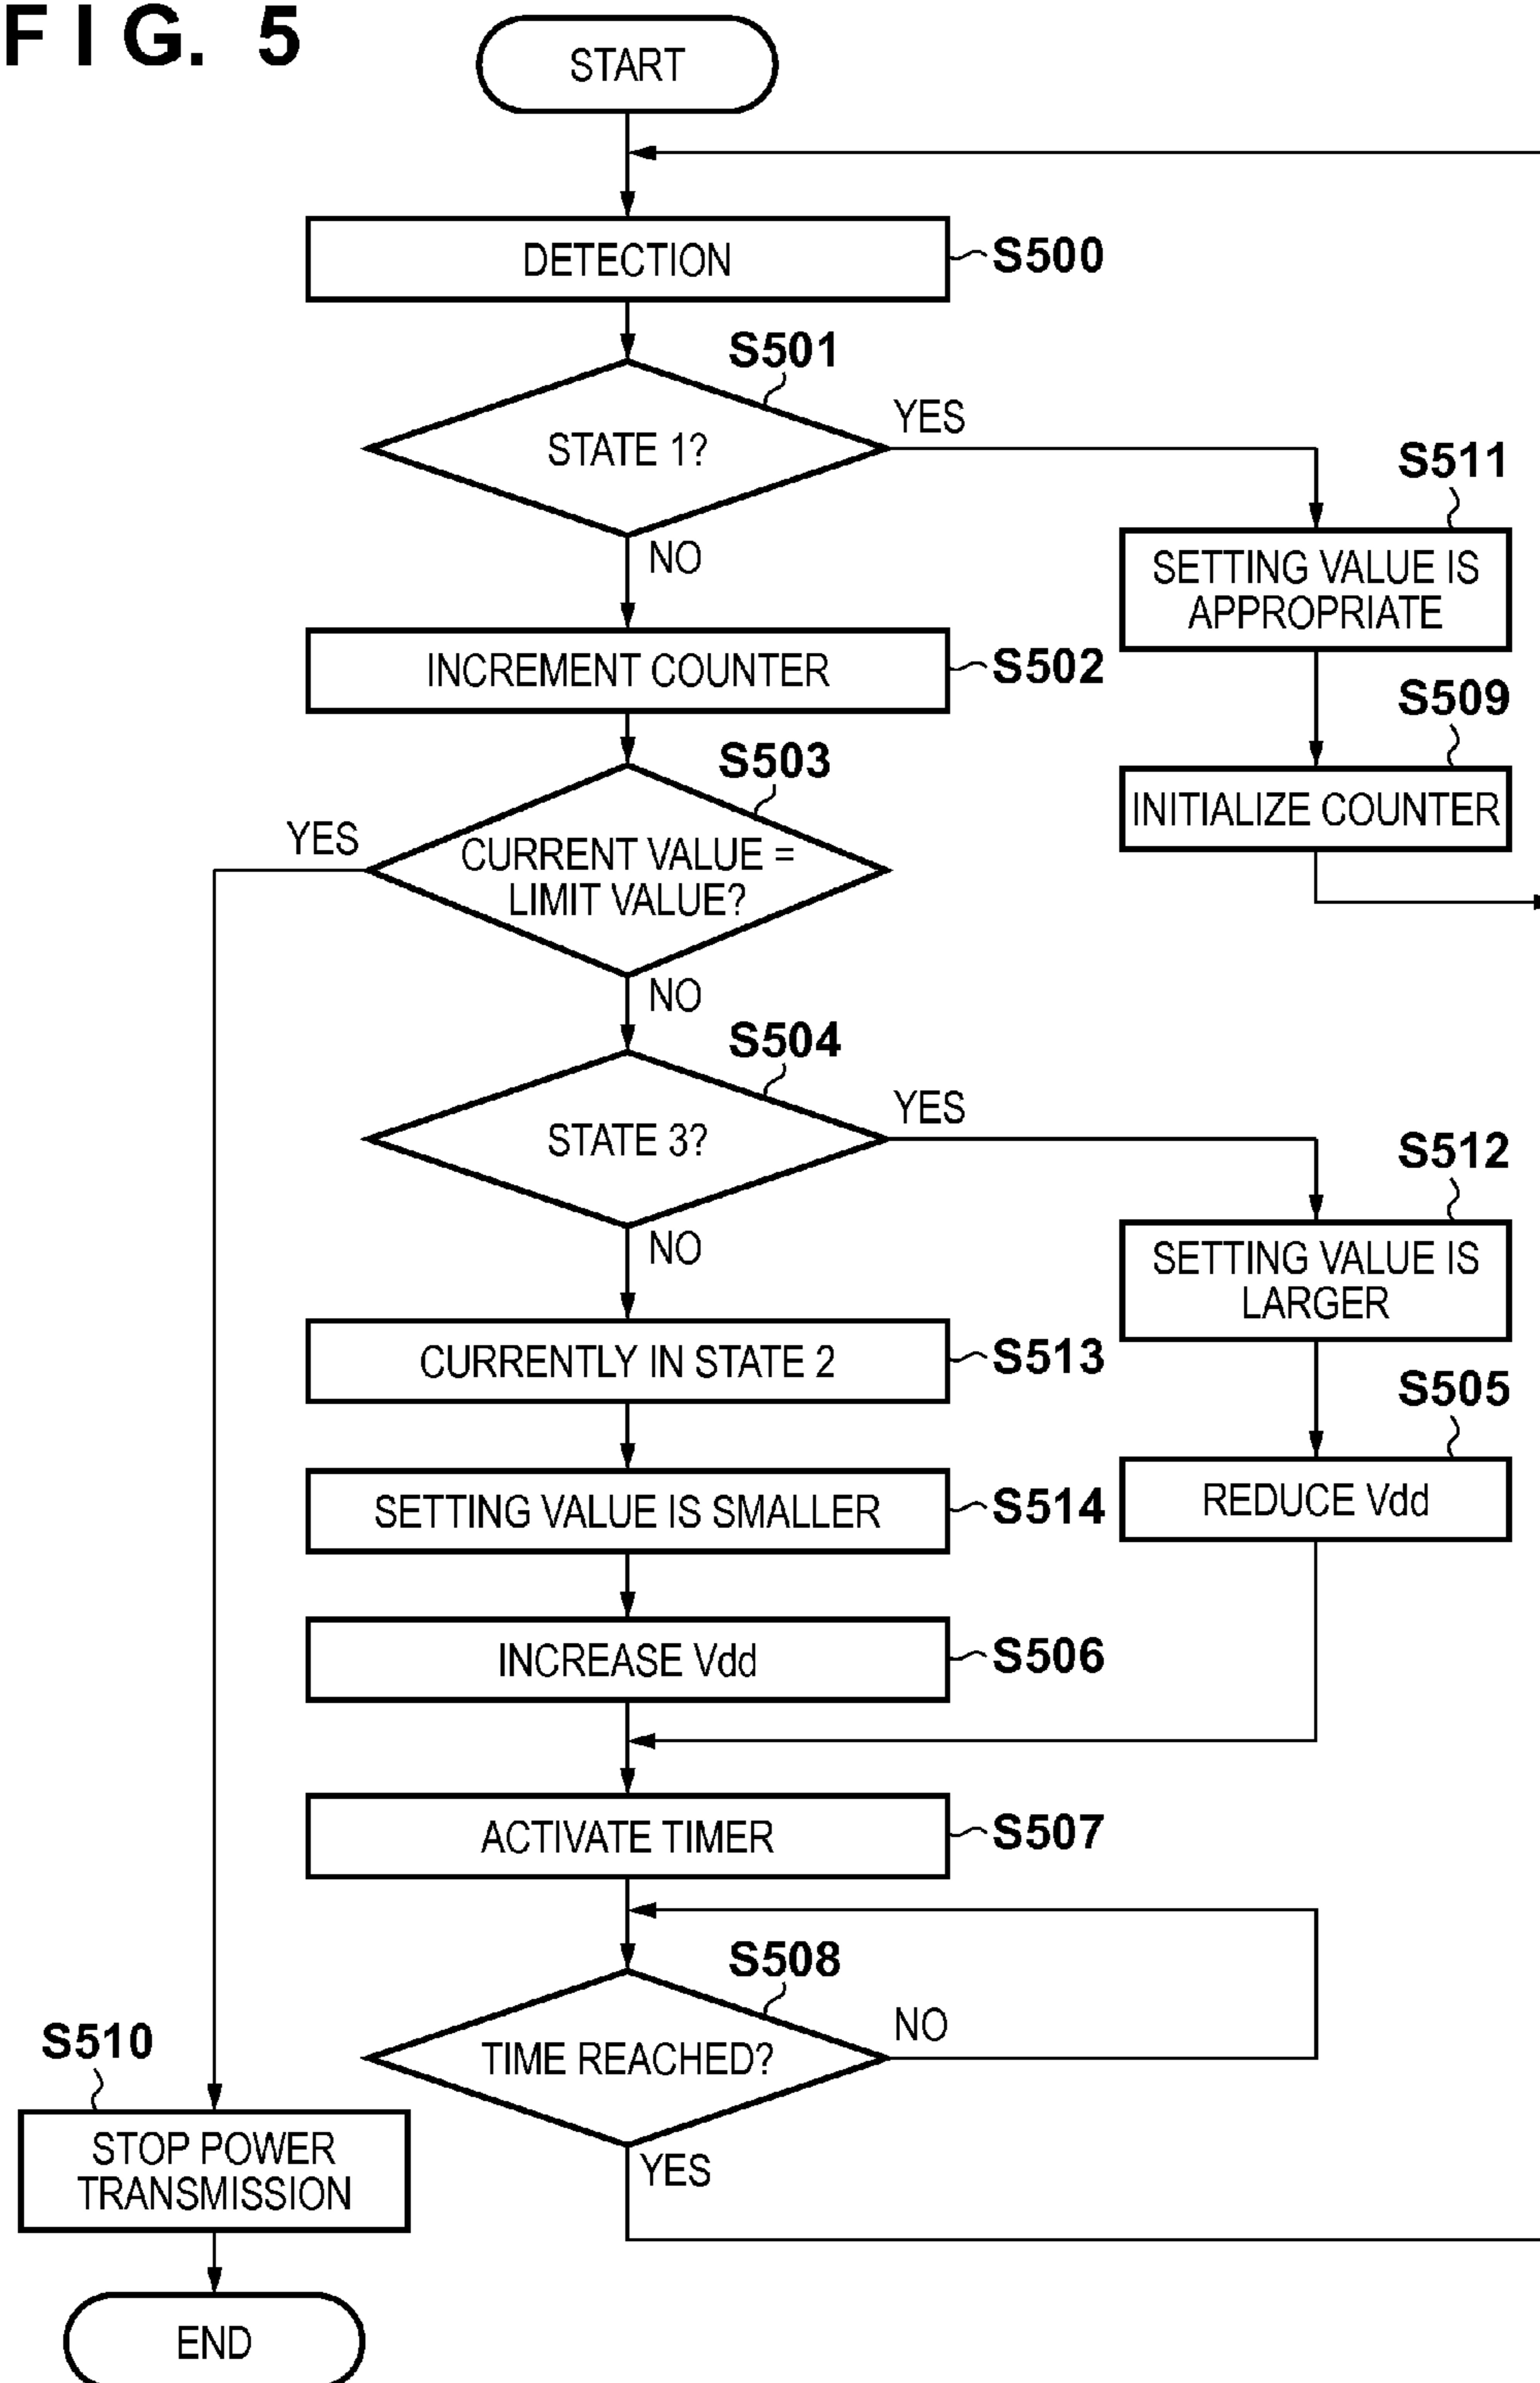 FIG. 5
START
DETECTION
S500
S501
STATE 1?
YES
NO
S511
SETTING VALUE IS
APPROPRIATE
INCREMENT COUNTER
S502
S509
INITIALIZE COUNTER
S503
YES
CURRENT VALUE =
LIMIT VALUE?
NO
S504
STATE 3?
YES
NO
S512
SETTING VALUE IS
LARGER
CURRENTLY IN STATE 2
S513
S505
REDUCE Vdd
SETTING VALUE IS SMALLER
S514
INCREASE Vdd
S506
ACTIVATE TIMER
S507
S508
TIME REACHED?
NO
YES
S510
STOP POWER
TRANSMISSION
END